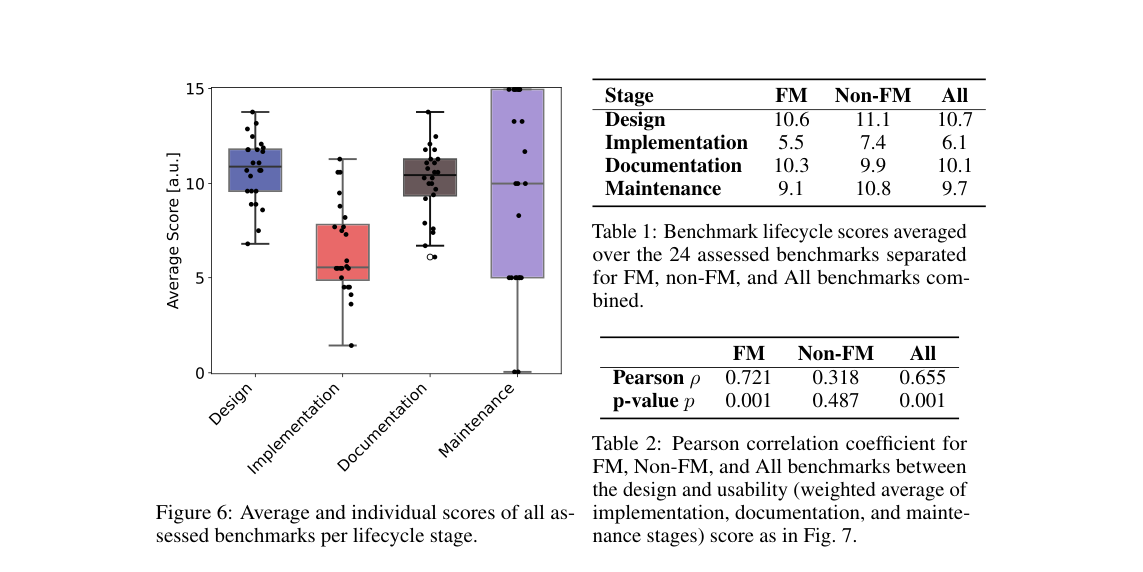 15
10
5
0
Average Score [a.u.]
Design
Implementation
Documentation
Maintenance
Figure 6: Average and individual scores of all as-
sessed benchmarks per lifecycle stage.
Stage FM Non-FM All
Design 10.6 11.1 10.7
Implementation 5.5 7.4 6.1
Documentation 10.3 9.9 10.1
Maintenance 9.1 10.8 9.7
Table 1: Benchmark lifecycle scores averaged
over the 24 assessed benchmarks separated
for FM, non-FM, and All benchmarks com-
bined.
FM Non-FM All
Pearson ρ 0.721 0.318 0.655
p-value p 0.001 0.487 0.001
Table 2: Pearson correlation coefficient for
FM, Non-FM, and All benchmarks between
the design and usability (weighted average of
implementation, documentation, and mainte-
nance stages) score as in Fig. 7.